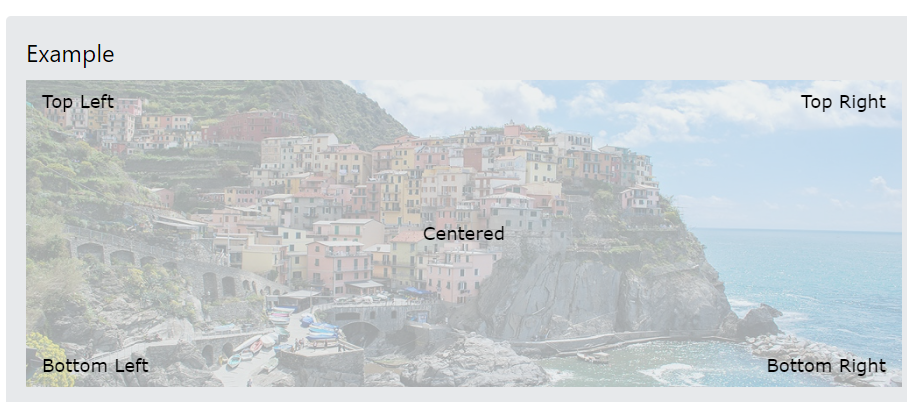 Example
Top Left
Top Right
Centered
Bottom Left
Bottom Right